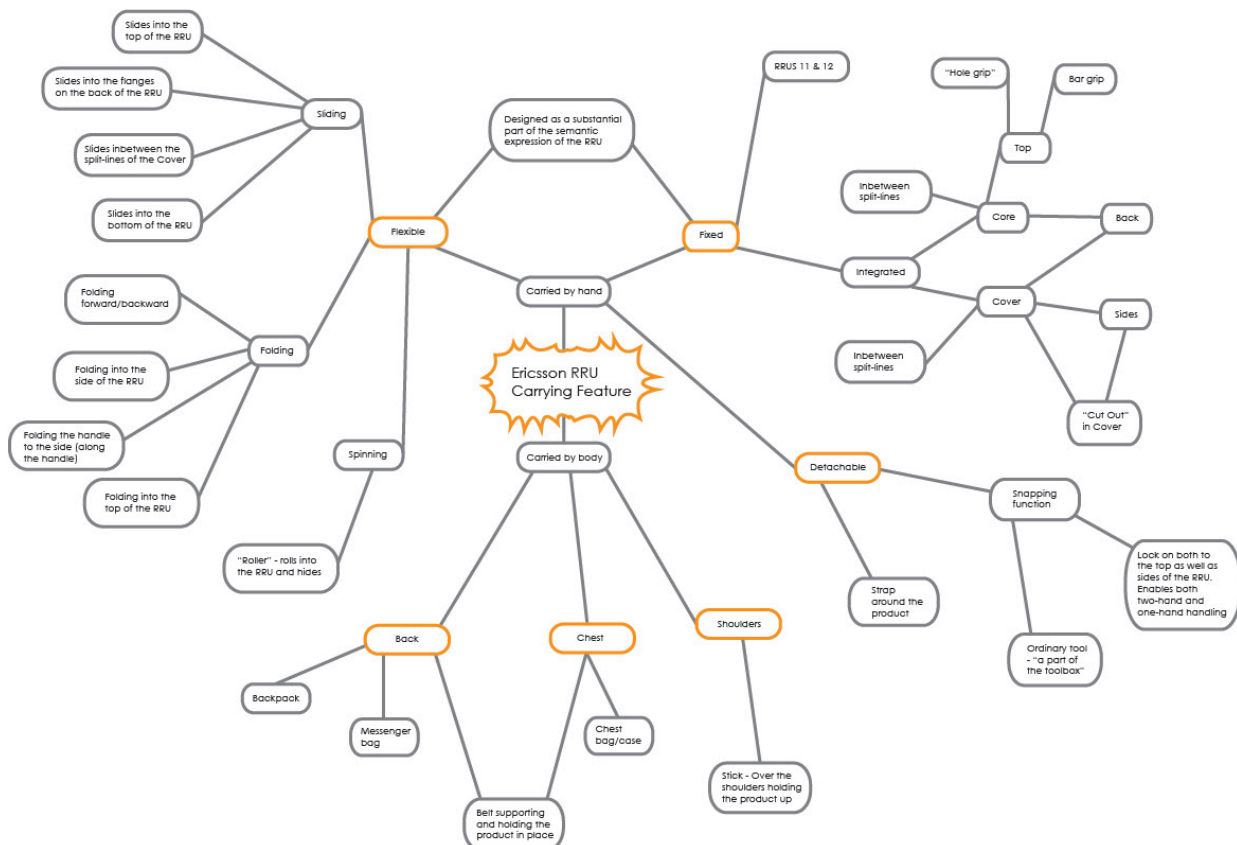 Slides into the
top of the RRU
Slides into the flanges
on the back of the RRU
Sliding
Slides inbetween the
split-lines of the Cover
Slides into the
bottom of the RRU
Designed as a substantial
part of the semantic
expression of the RRU
RRUS 11 & 12
"Hole grip"
Bar grip
Top
Inbetween
split-lines
Core
Back
Flexible
Fixed
Integrated
Carried by hand
Cover
Sides
Inbetween
split-lines
"Cut Out"
in Cover
Folding
forward/backward
Folding
Folding into the
side of the RRU
Folding the handle
to the side (along
the handle)
Folding into the
top of the RRU
Ericsson RRU
Carrying Feature
Spinning
"Roller" - rolls into
the RRU and hides
Carried by body
Detachable
Snapping
function
Lock on both to
the top as well as
sides of the RRU.
Enables both
two-hand and
one-hand handling
Strap
around the
product
Ordinary tool
- "a part of
the toolbox"
Back
Chest
Shoulders
Backpack
Messenger
bag
Chest
bag/case
Stick - Over the
shoulders holding
the product up
Belt supporting
and holding the
product in place